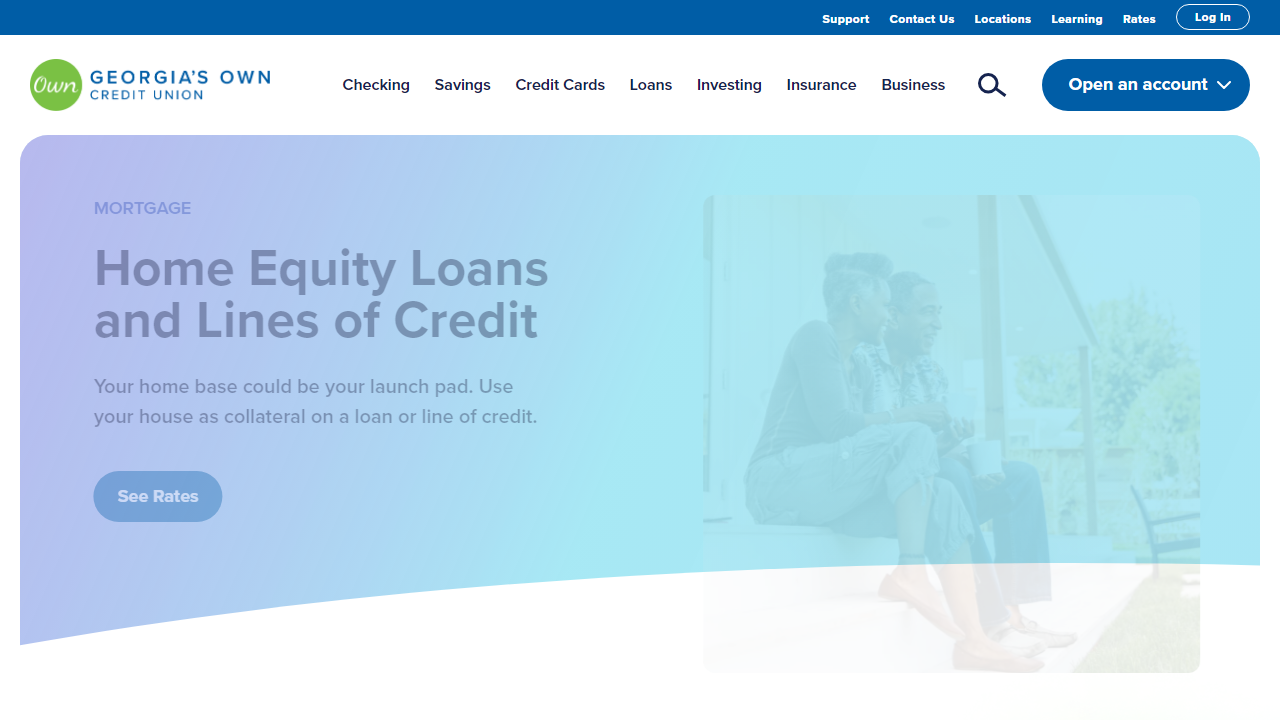 Support Contact Us Locations Learning Rates Log In
Own GEORGIA'S OWN
CREDIT UNION
Checking Savings Credit Cards Loans Investing Insurance Business Open an account
MORTGAGE
Home Equity Loans
and Lines of Credit
Your home base could be your launch pad. Use
your house as collateral on a loan or line of credit.
See Rates